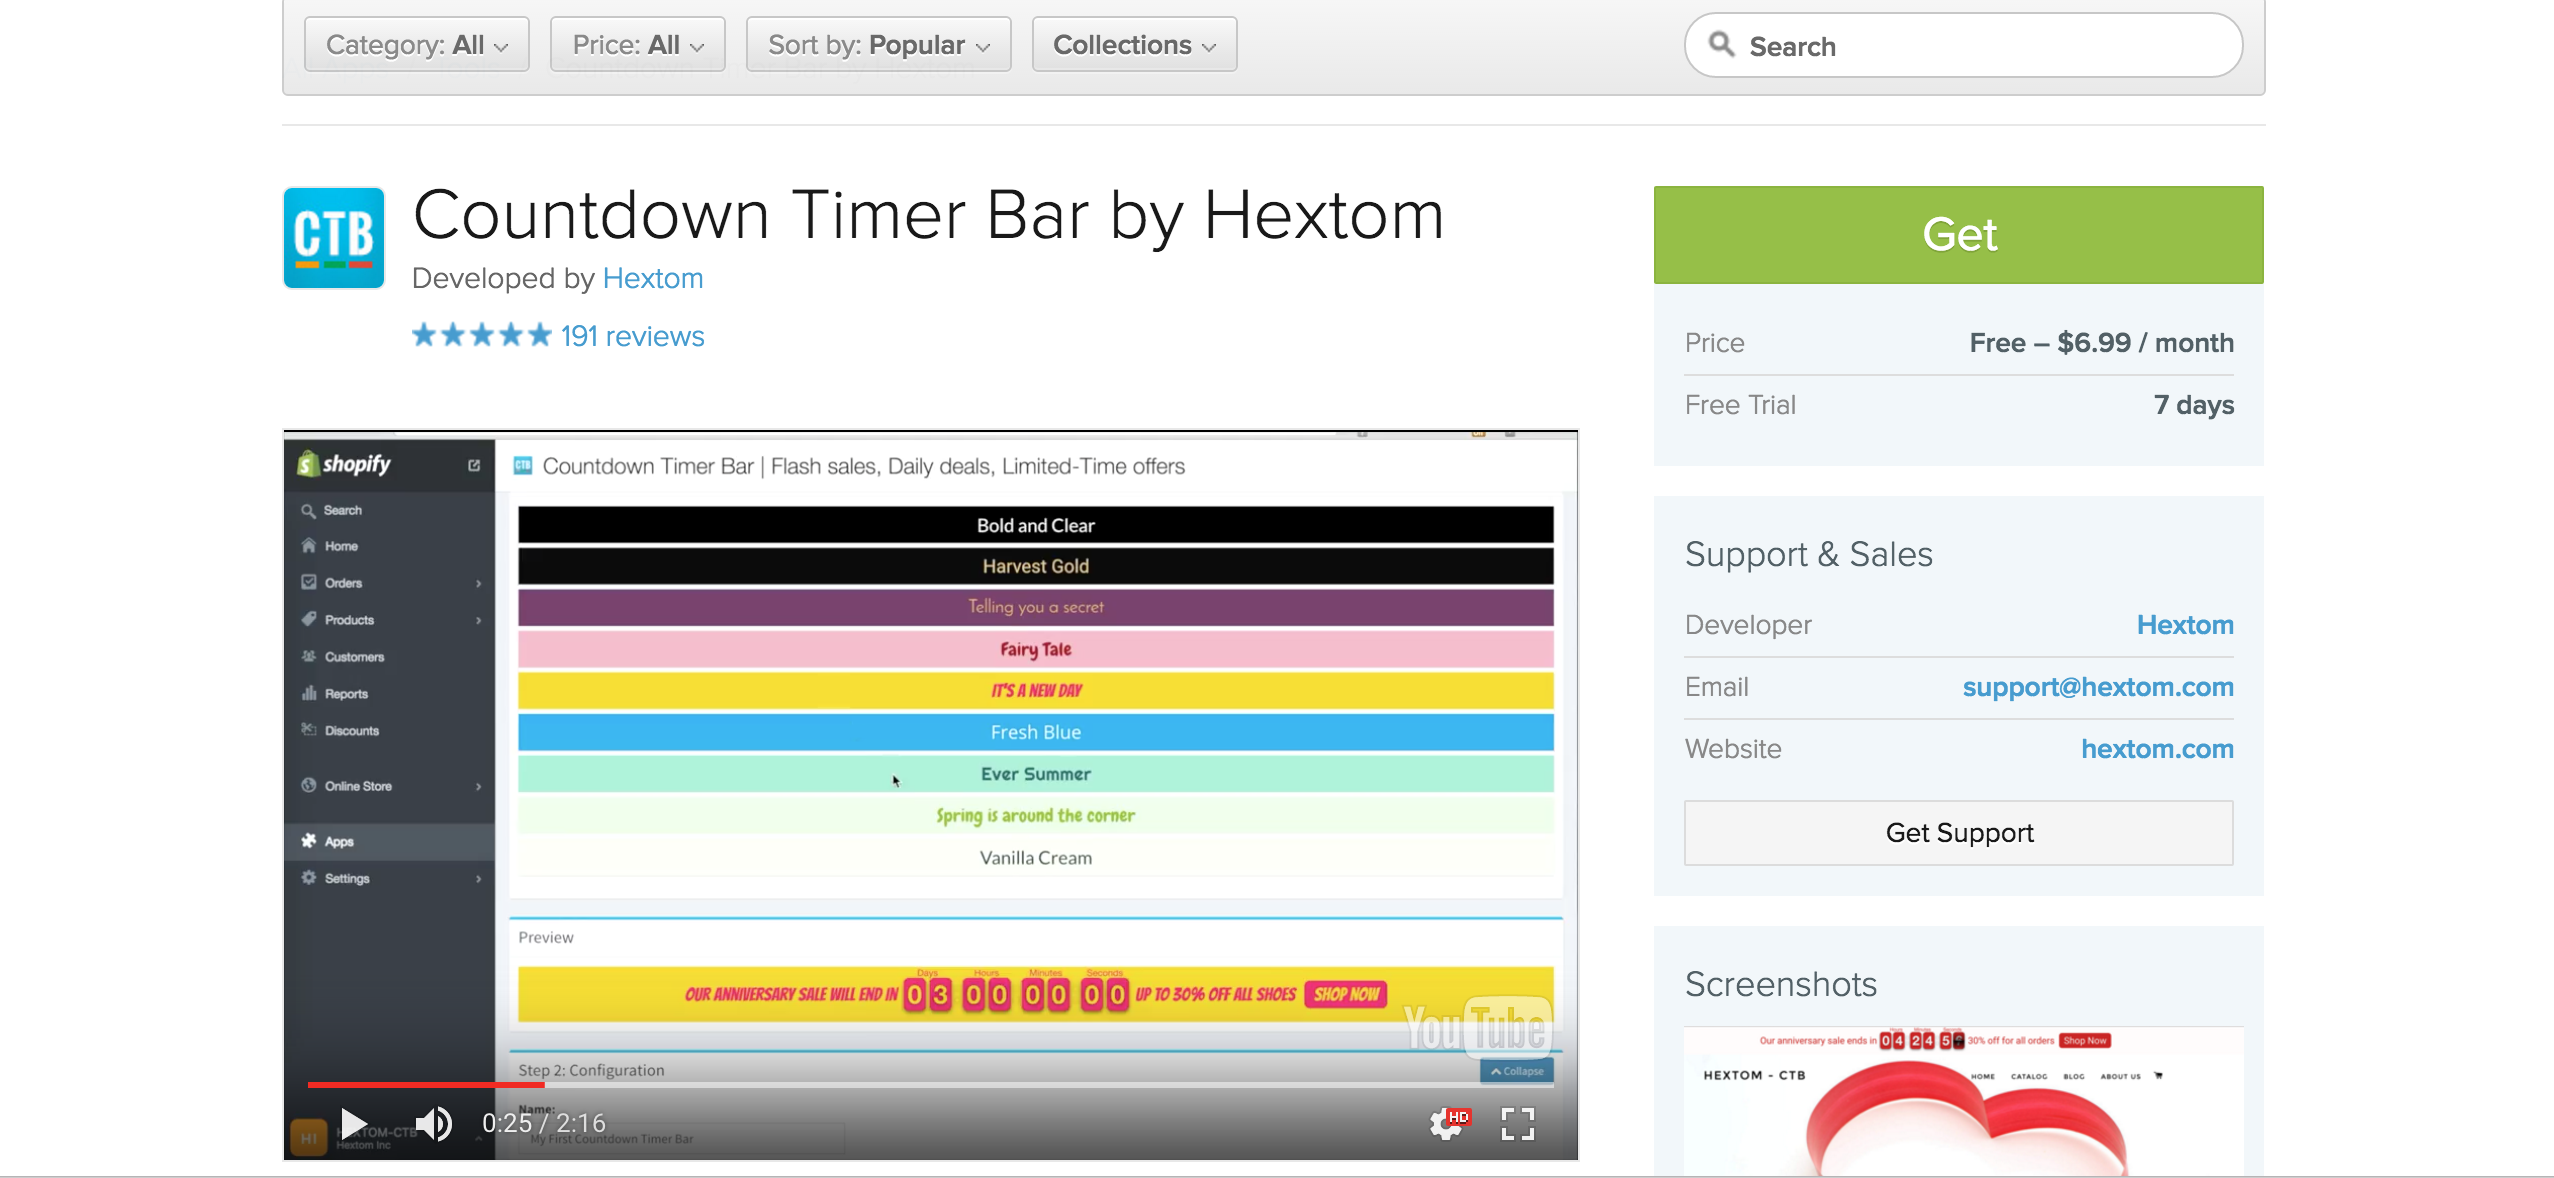 Category: All
Price: All
Sort by: Popular
Collections
Search
CTB
Countdown Timer Bar by Hextom
Developed by Hextom
191 reviews
Get
Price Free – $6.99 / month
Free Trial 7 days
shopify
CTB Countdown Timer Bar | Flash sales, Daily deals, Limited-Time offers
Search
Home
Orders
Products
Customers
Reports
Discounts
Online Store
Apps
Settings
Bold and Clear
Harvest Gold
Telling you a secret
Fairy Tale
IT'S A NEW DAY
Fresh Blue
Ever Summer
Spring is around the corner
Vanilla Cream
Preview
Days Hours Minutes Seconds
OUR ANNIVERSARY SALE WILL END IN 03 00 00 00 UP TO 30% OFF ALL SHOES SHOP NOW
YouTube
Step 2: Configuration
Collapse
Name:
My First Countdown Timer Bar
H!
HEXTOM-CTB
Hextom Inc
0:25 / 2:16
HD
Support & Sales
Developer Hextom
Email support@hextom.com
Website hextom.com
Get Support
Screenshots
Our anniversary sale ends in 04 24 5 30% off for all orders Shop Now
HEXTOM - CTB
HOME CATALOG BLOG ABOUT US